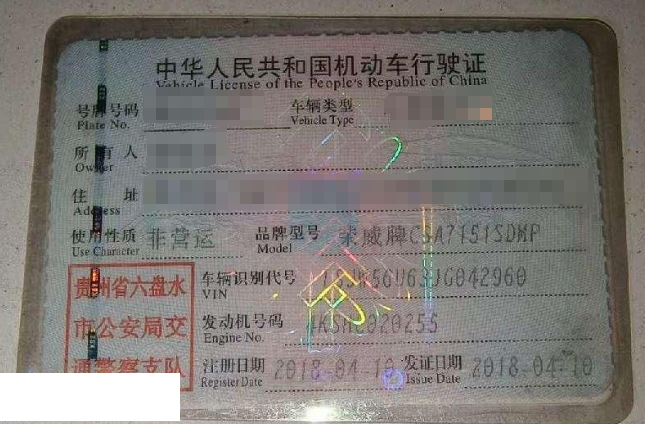 中华人民共和国机动车行驶证
Vehicle License of the People's Republic of China
号牌号码 车辆类型
Plate No. Vehicle Type
所有人
Owner
住址
Address
使用性质 非营运 品牌型号 荣威牌CSA7151SDMP
Use Character Model
贵州省六盘水
市公安局交
通警察支队
车辆识别代号
VIN
发动机号码
Engine No.
注册日期 2018-04-10 发证日期 2018-04-10
Register Date Issue Date